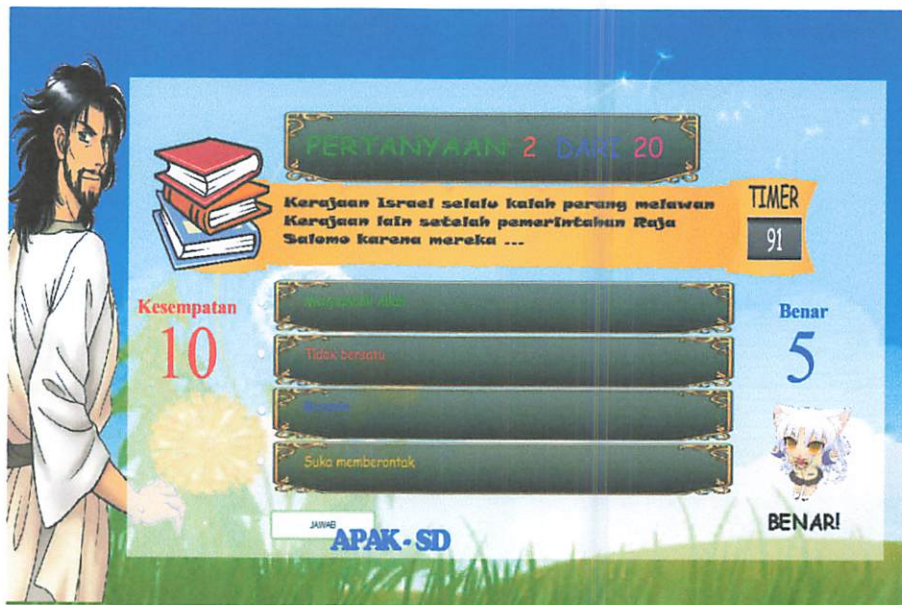 PERTANYAAN 2 DARI 20
Kerajaan Israel selalu kalah perang melawan
Kerajaan lain setelah pemerintahan Raja
Salomo karena mereka ...
TIMER
91
Kesempatan
10
Benar
5
Tidak bersatu
Suka memberontak
BENAR!
JAWAB
APAK - SD